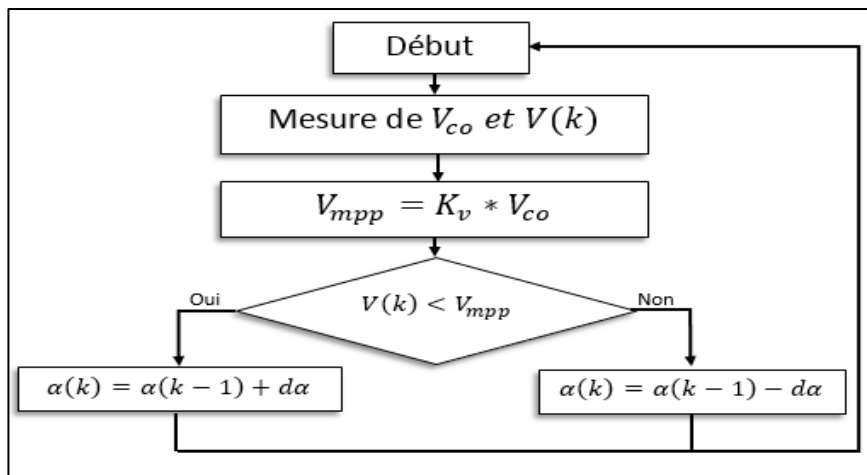 Début
Mesure de V_co et V(k)
V_mpp = K_v * V_co
Oui
V(k) < V_mpp
Non
α(k) = α(k − 1) + dα
α(k) = α(k − 1) − dα